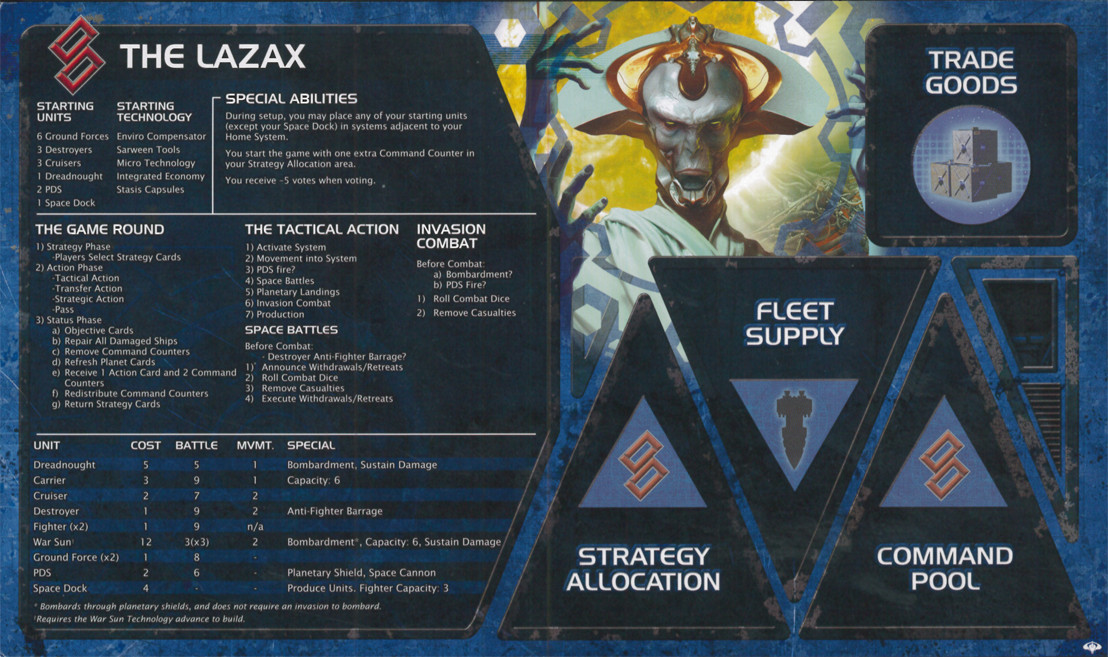 THE LAZAX
STARTING
UNITS
6 Ground Forces
3 Destroyers
3 Cruisers
1 Dreadnought
2 PDS
1 Space Dock
STARTING
TECHNOLOGY
Enviro Compensator
Sarween Tools
Micro Technology
Integrated Economy
Stasis Capsules
SPECIAL ABILITIES
During setup, you may place any of your starting units
(except your Space Dock) in systems adjacent to your
Home System.
You start the game with one extra Command Counter in
your Strategy Allocation area.
You receive -5 votes when voting.
THE GAME ROUND
1) Strategy Phase
-Players Select Strategy Cards
2) Action Phase
-Tactical Action
-Transfer Action
-Strategic Action
-Pass
3) Status Phase
a) Objective Cards
b) Repair All Damaged Ships
c) Remove Command Counters
d) Refresh Planet Cards
e) Receive 1 Action Card and 2 Command
Counters
f) Redistribute Command Counters
g) Return Strategy Cards
THE TACTICAL ACTION
1) Activate System
2) Movement into System
3) PDS fire?
4) Space Battles
5) Planetary Landings
6) Invasion Combat
7) Production
SPACE BATTLES
Before Combat:
- Destroyer Anti-Fighter Barrage?
1) Announce Withdrawals/Retreats
2) Roll Combat Dice
3) Remove Casualties
4) Execute Withdrawals/Retreats
INVASION
COMBAT
Before Combat:
a) Bombardment?
b) PDS Fire?
1) Roll Combat Dice
2) Remove Casualties
UNIT COST BATTLE MVMT. SPECIAL
Dreadnought 5 5 1 Bombardment, Sustain Damage
Carrier 3 9 1 Capacity: 6
Cruiser 2 7 2
Destroyer 1 9 2 Anti-Fighter Barrage
Fighter (x2) 1 9 n/a
War Sun† 12 3(x3) 2 Bombardment*, Capacity: 6, Sustain Damage
Ground Force (x2) 1 8 -
PDS 2 6 - Planetary Shield, Space Cannon
Space Dock 4 - - Produce Units. Fighter Capacity: 3
* Bombards through planetary shields, and does not require an invasion to bombard.
†Requires the War Sun Technology advance to build.
TRADE
GOODS
FLEET
SUPPLY
STRATEGY
ALLOCATION
COMMAND
POOL